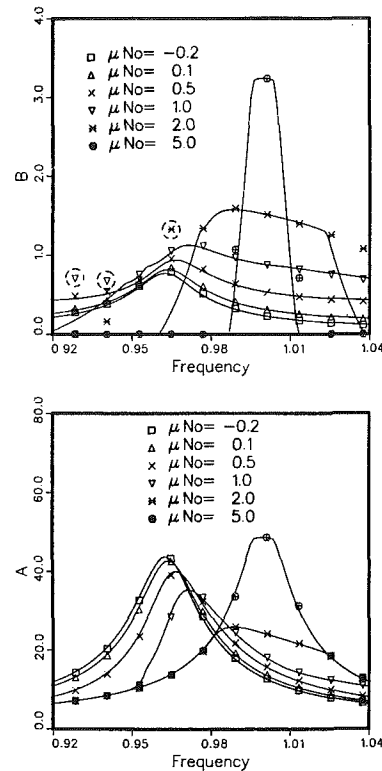 4.0
μ No= −0.2
μ No= 0.1
μ No= 0.5
μ No= 1.0
μ No= 2.0
μ No= 5.0
3.0
B
2.0
1.0
0.0
0.92 0.95 0.98 1.01 1.04
Frequency
80.0
μ No= −0.2
μ No= 0.1
μ No= 0.5
μ No= 1.0
μ No= 2.0
μ No= 5.0
60.0
A
40.0
20.0
0.0
0.92 0.95 0.98 1.01 1.04
Frequency